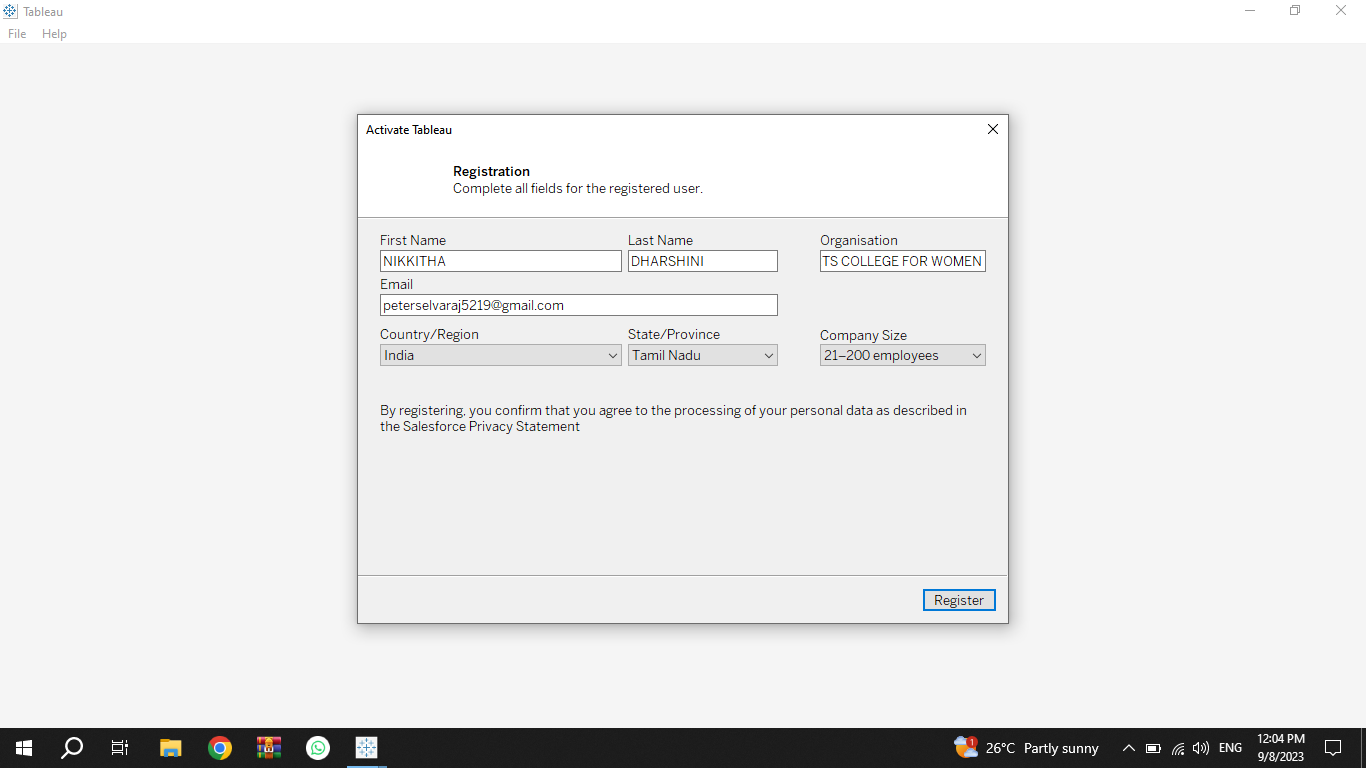 Tableau
File Help
Activate Tableau
Registration
Complete all fields for the registered user.
First Name Last Name Organisation
NIKKITHA DHARSHINI TS COLLEGE FOR WOMEN
Email
peterselvaraj5219@gmail.com
Country/Region State/Province Company Size
India Tamil Nadu 21–200 employees
By registering, you confirm that you agree to the processing of your personal data as described in
the Salesforce Privacy Statement
Register
1 26°C Partly sunny ENG 12:04 PM
9/8/2023